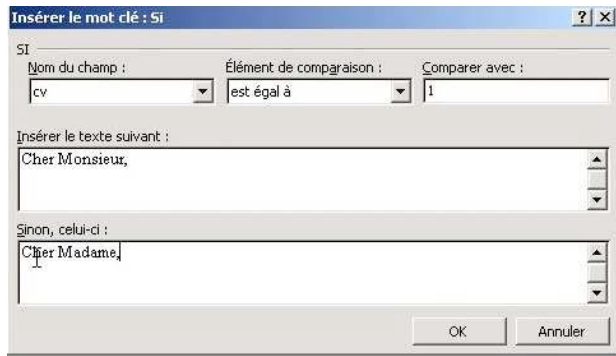 Insérer le mot clé : Si
SI
Nom du champ : Élément de comparaison : Comparer avec :
cv est égal à 1
Insérer le texte suivant :
Cher Monsieur,
Sinon, celui-ci :
Cher Madame,
OK Annuler